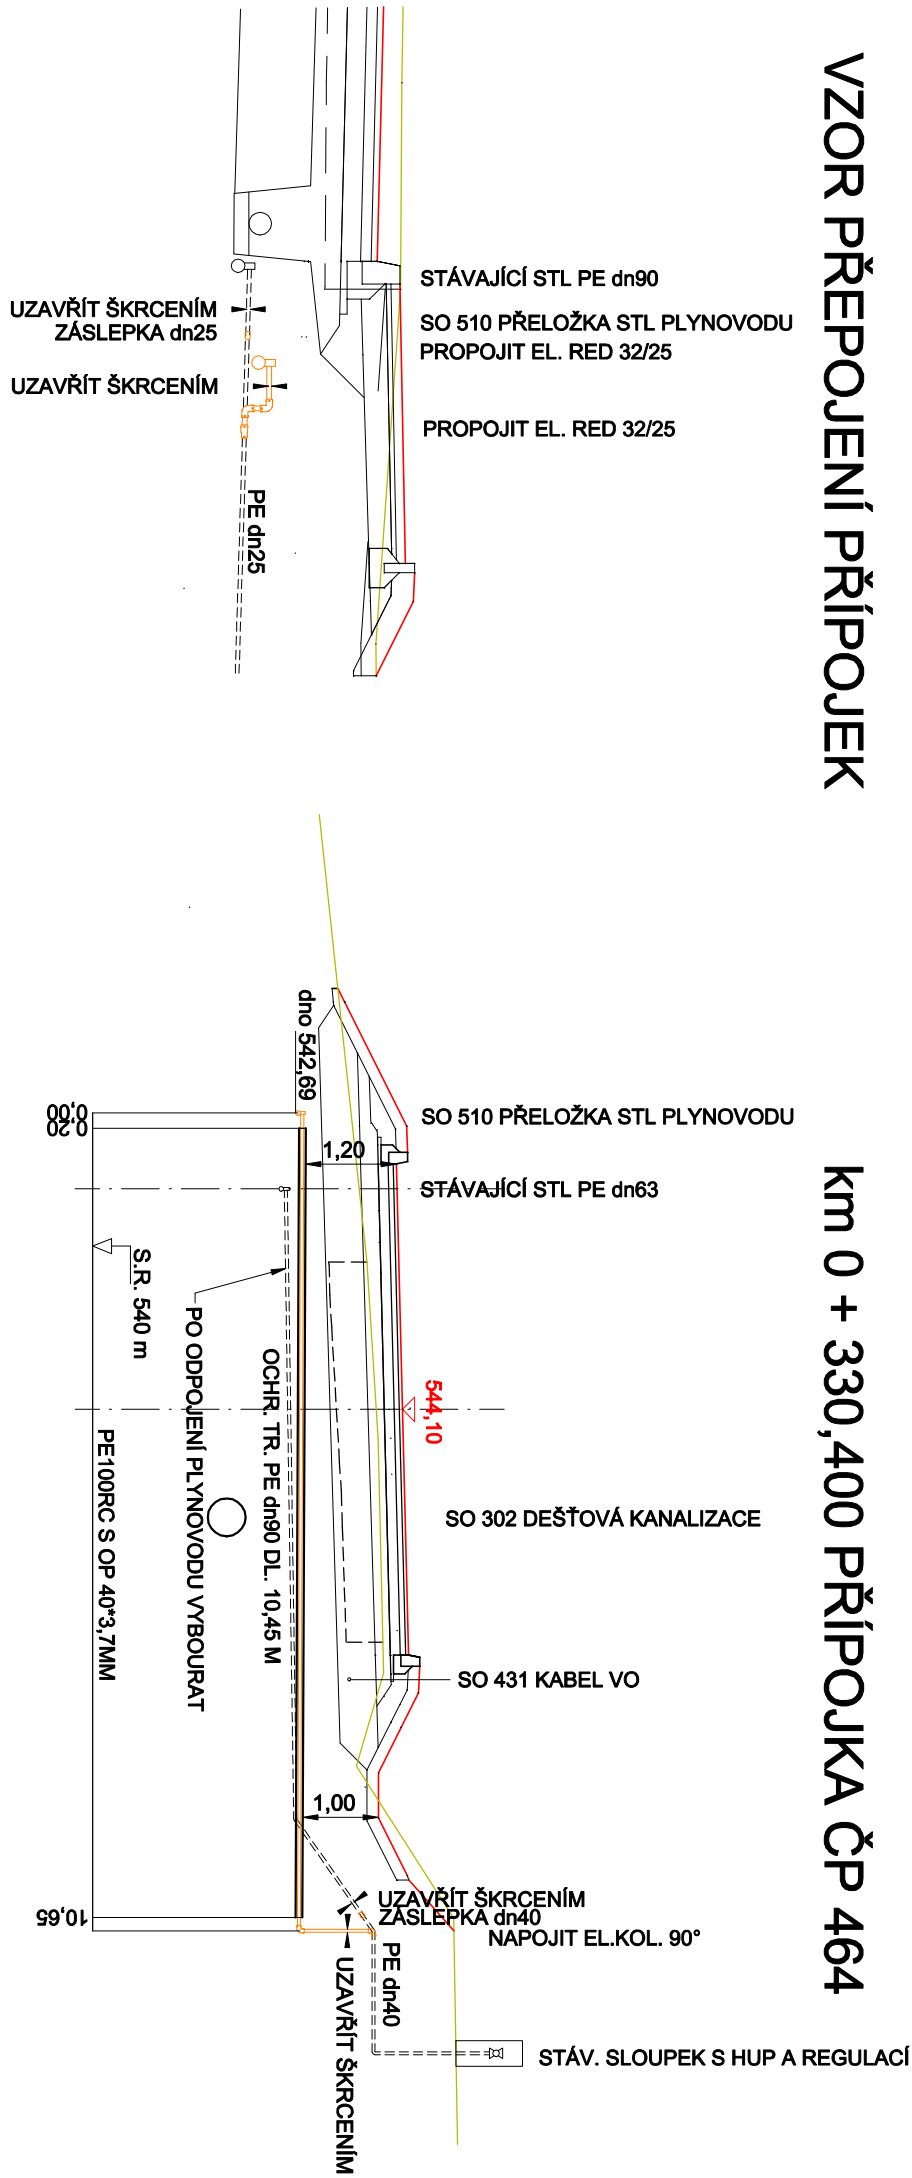 VZOR PŘEPOJENÍ PŘÍPOJEK
STÁVAJÍCÍ STL PE dn90
UZAVŘÍT ŠKRCENÍM
ZÁSLEPKA dn25
SO 510 PŘELOŽKA STL PLYNOVODU
PROPOJIT EL. RED 32/25
UZAVŘÍT ŠKRCENÍM
PROPOJIT EL. RED 32/25
PE dn25
km 0 + 330,400 PŘÍPOJKA ČP 464
dno 542,69
0,00
0,20
SO 510 PŘELOŽKA STL PLYNOVODU
1,20
STÁVAJÍCÍ STL PE dn63
S.R. 540 m
PO ODPOJENÍ PLYNOVODU VYBOURAT
OCHR. TR. PE dn90 DL. 10,45 M
544,10
PE100RC S OP 40*3,7MM
SO 302 DEŠŤOVÁ KANALIZACE
SO 431 KABEL VO
1,00
10,65
UZAVŘÍT ŠKRCENÍM
ZÁSLEPKA dn40
NAPOJIT EL.KOL. 90°
PE dn40
UZAVŘÍT ŠKRCENÍM
STÁV. SLOUPEK S HUP A REGULACÍ